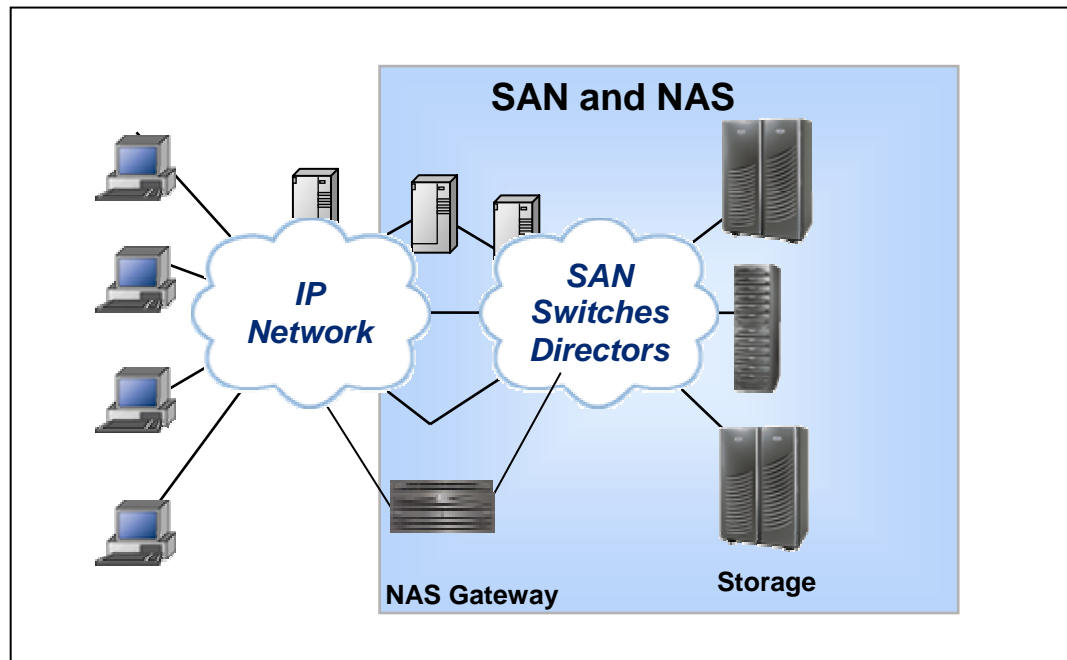 SAN and NAS
IP
Network
SAN
Switches
Directors
NAS Gateway
Storage